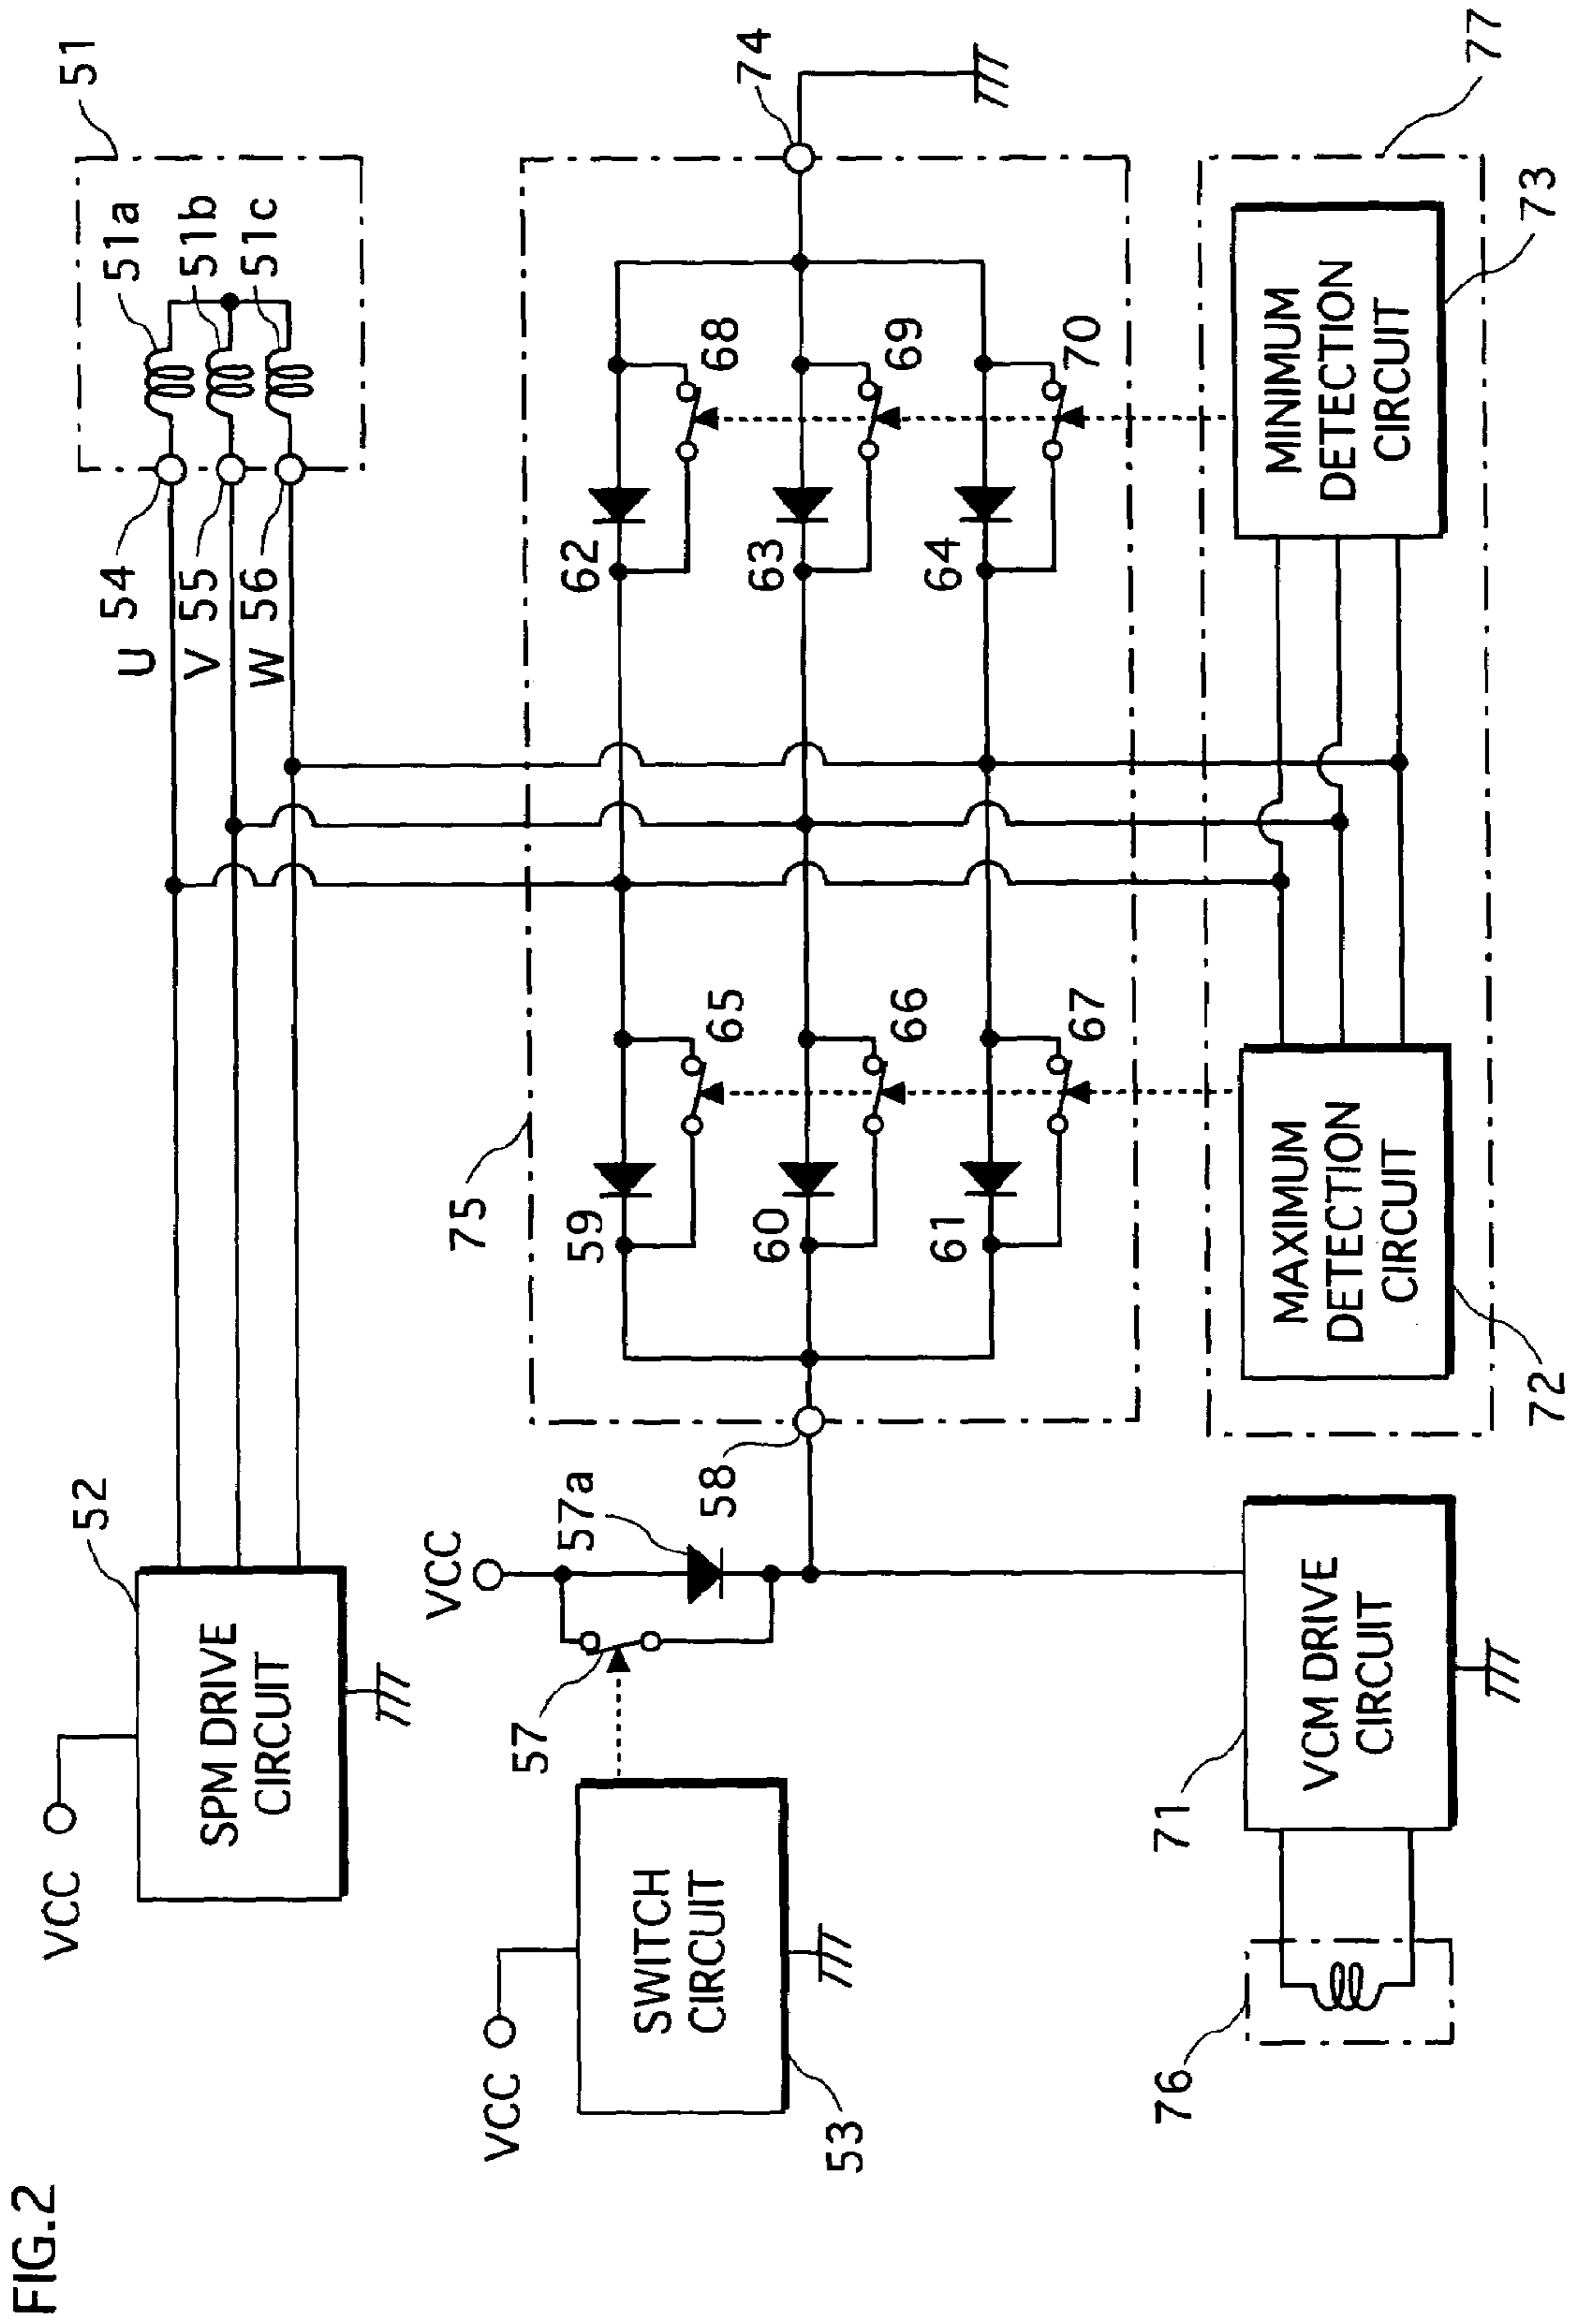 FIG.2
VCC
SPM DRIVE
CIRCUIT
52
U
V
W
54
55
56
51a
51b
51c
51
VCC
SWITCH
CIRCUIT
53
VCC
57
57a
58
75
59
65
60
66
61
67
62
68
63
69
64
70
74
76
71
VCM DRIVE
CIRCUIT
72
MAXIMUM
DETECTION
CIRCUIT
MINIMUM
DETECTION
CIRCUIT
73
77